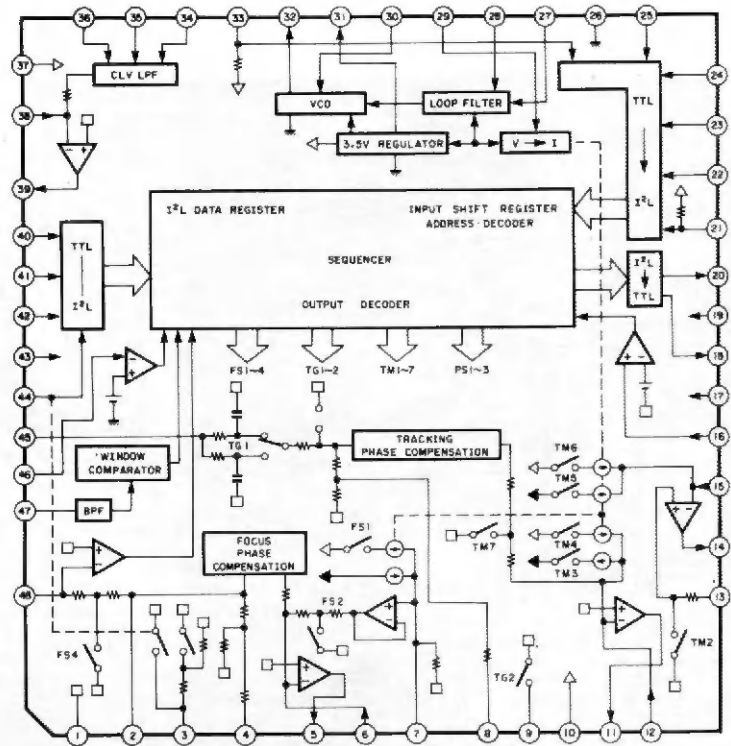 36 35 34 33 32 31 30 29 28 27 26 25
37
CLV LPF
24
38
VCO
LOOP FILTER
TTL
3.5V REGULATOR
V → I
23
39
22
I²L DATA REGISTER
INPUT SHIFT REGISTER
ADDRESS DECODER
I²L
21
40
TTL
SEQUENCER
I²L
20
41
I²L
TTL
42
OUTPUT DECODER
19
43
18
FS1~4
TG1~2
TM1~7
PS1~3
44
17
45
TG1
TRACKING
PHASE COMPENSATION
16
46
WINDOW
COMPARATOR
TM6
15
47
BPF
TM5
FOCUS
PHASE
COMPENSATION
FS1
TM7
TM4
14
TM3
48
FS2
13
FS4
TG2
TM2
1 2 3 4 5 6 7 8 9 10 11 12